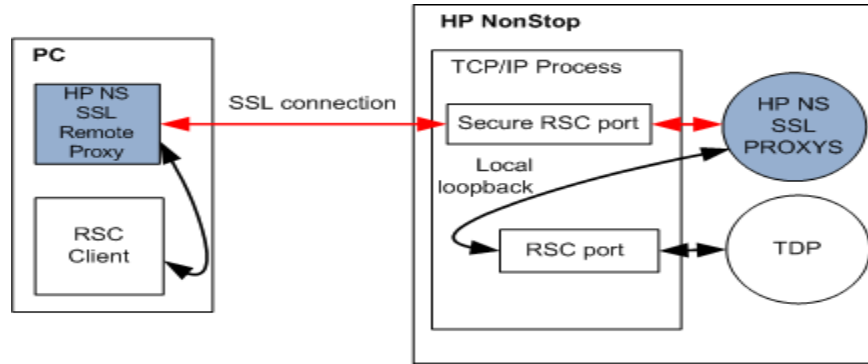 HP NonStop
PC
TCP/IP Process
HP NS
SSL
Remote
Proxy
SSL connection
Secure RSC port
HP NS
SSL
PROXYS
Local
loopback
RSC
Client
RSC port
TDP